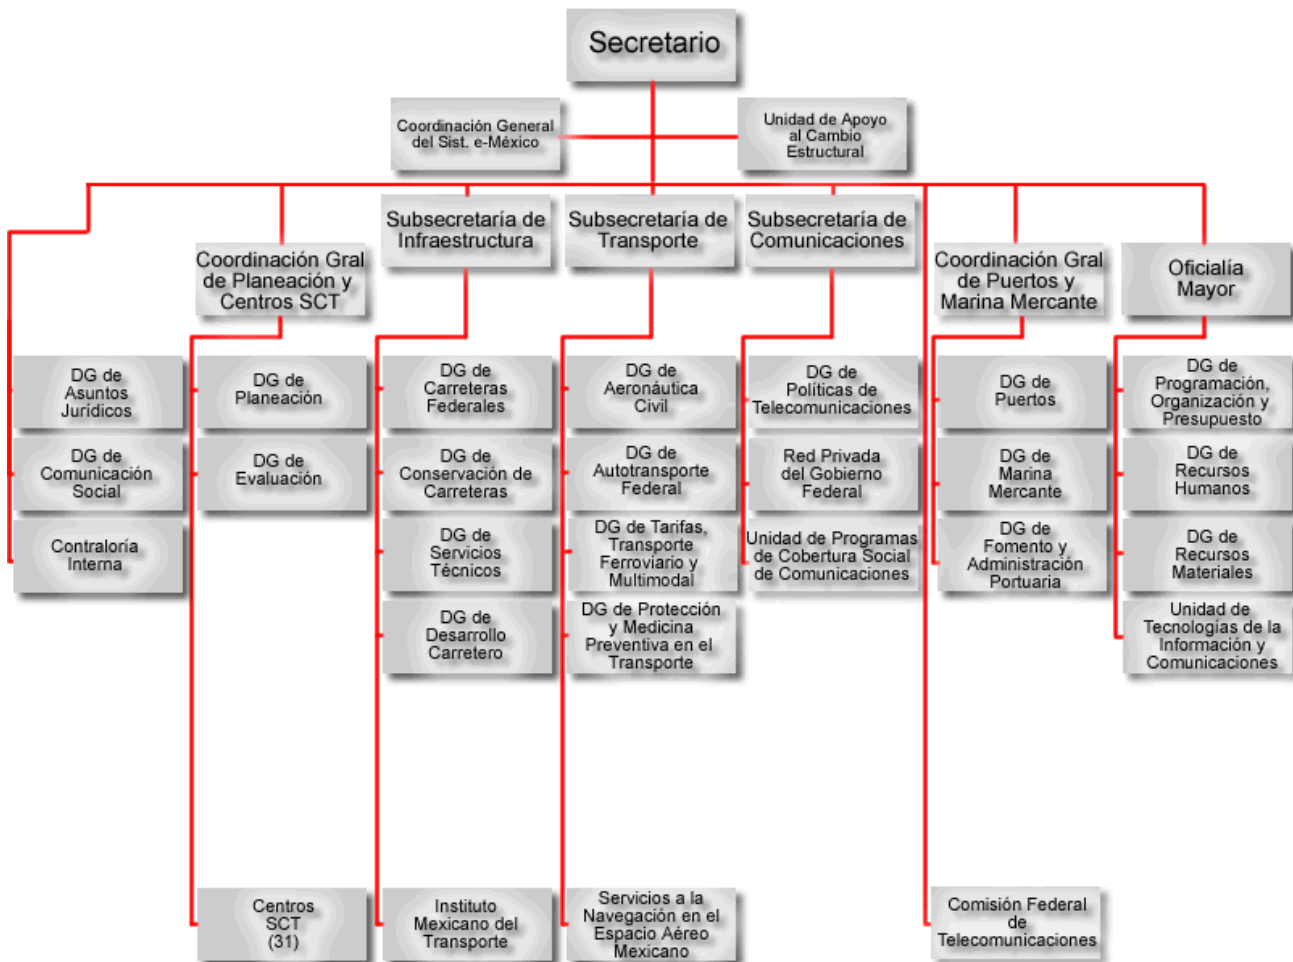 Secretario
Coordinación General
del Sist. e-México
Unidad de Apoyo
al Cambio
Estructural
Subsecretaría de
Infraestructura
Subsecretaría de
Transporte
Subsecretaría de
Comunicaciones
Coordinación Gral
de Planeación y
Centros SCT
Coordinación Gral
de Puertos y
Marina Mercante
Oficialía
Mayor
DG de
Asuntos
Jurídicos
DG de
Planeación
DG de
Carreteras
Federales
DG de
Aeronáutica
Civil
DG de
Políticas de
Telecomunicaciones
DG de
Puertos
DG de
Programación,
Organización y
Presupuesto
DG de
Comunicación
Social
DG de
Evaluación
DG de
Conservación de
Carreteras
DG de
Autotransporte
Federal
Red Privada
del Gobierno
Federal
DG de
Marina
Mercante
DG de
Recursos
Humanos
Contraloría
Interna
DG de
Servicios
Técnicos
DG de Tarifas,
Transporte
Ferroviario y
Multimodal
Unidad de Programas
de Cobertura Social
de Comunicaciones
DG de
Fomento y
Administración
Portuaria
DG de
Recursos
Materiales
DG de
Desarrollo
Carretero
DG de Protección
y Medicina
Preventiva en el
Transporte
Unidad de
Tecnologías de la
Información y
Comunicaciones
Centros
SCT
(31)
Instituto
Mexicano del
Transporte
Servicios a la
Navegación en el
Espacio Aéreo
Mexicano
Comisión Federal
de
Telecomunicaciones